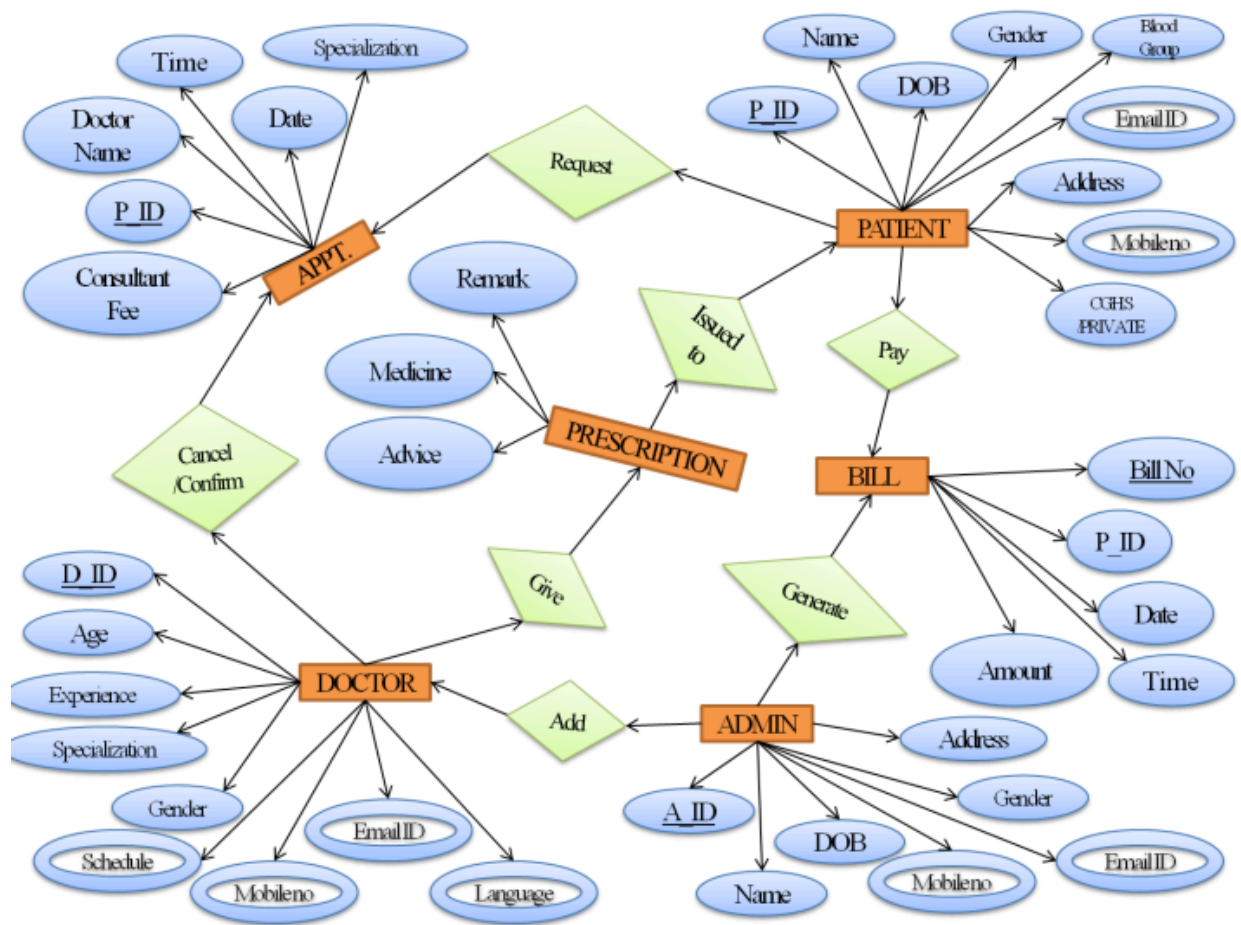 Specialization
Time
Doctor
Name
Date
P_ID
Consultant
Fee
APPT.
Request
Name
Gender
Blood
Group
P_ID
DOB
Email ID
Address
PATIENT
Mobileno
CGHS
/PRIVATE
Remark
Issued
to
Pay
Medicine
Advice
PRESCRIPTION
Cancel
/Confirm
BILL
Bill No
P_ID
Date
Time
Amount
Give
Generate
D_ID
Age
Experience
Specialization
Gender
Schedule
Mobileno
Email ID
Language
DOCTOR
Add
ADMIN
Address
A_ID
Gender
DOB
Name
Mobileno
Email ID